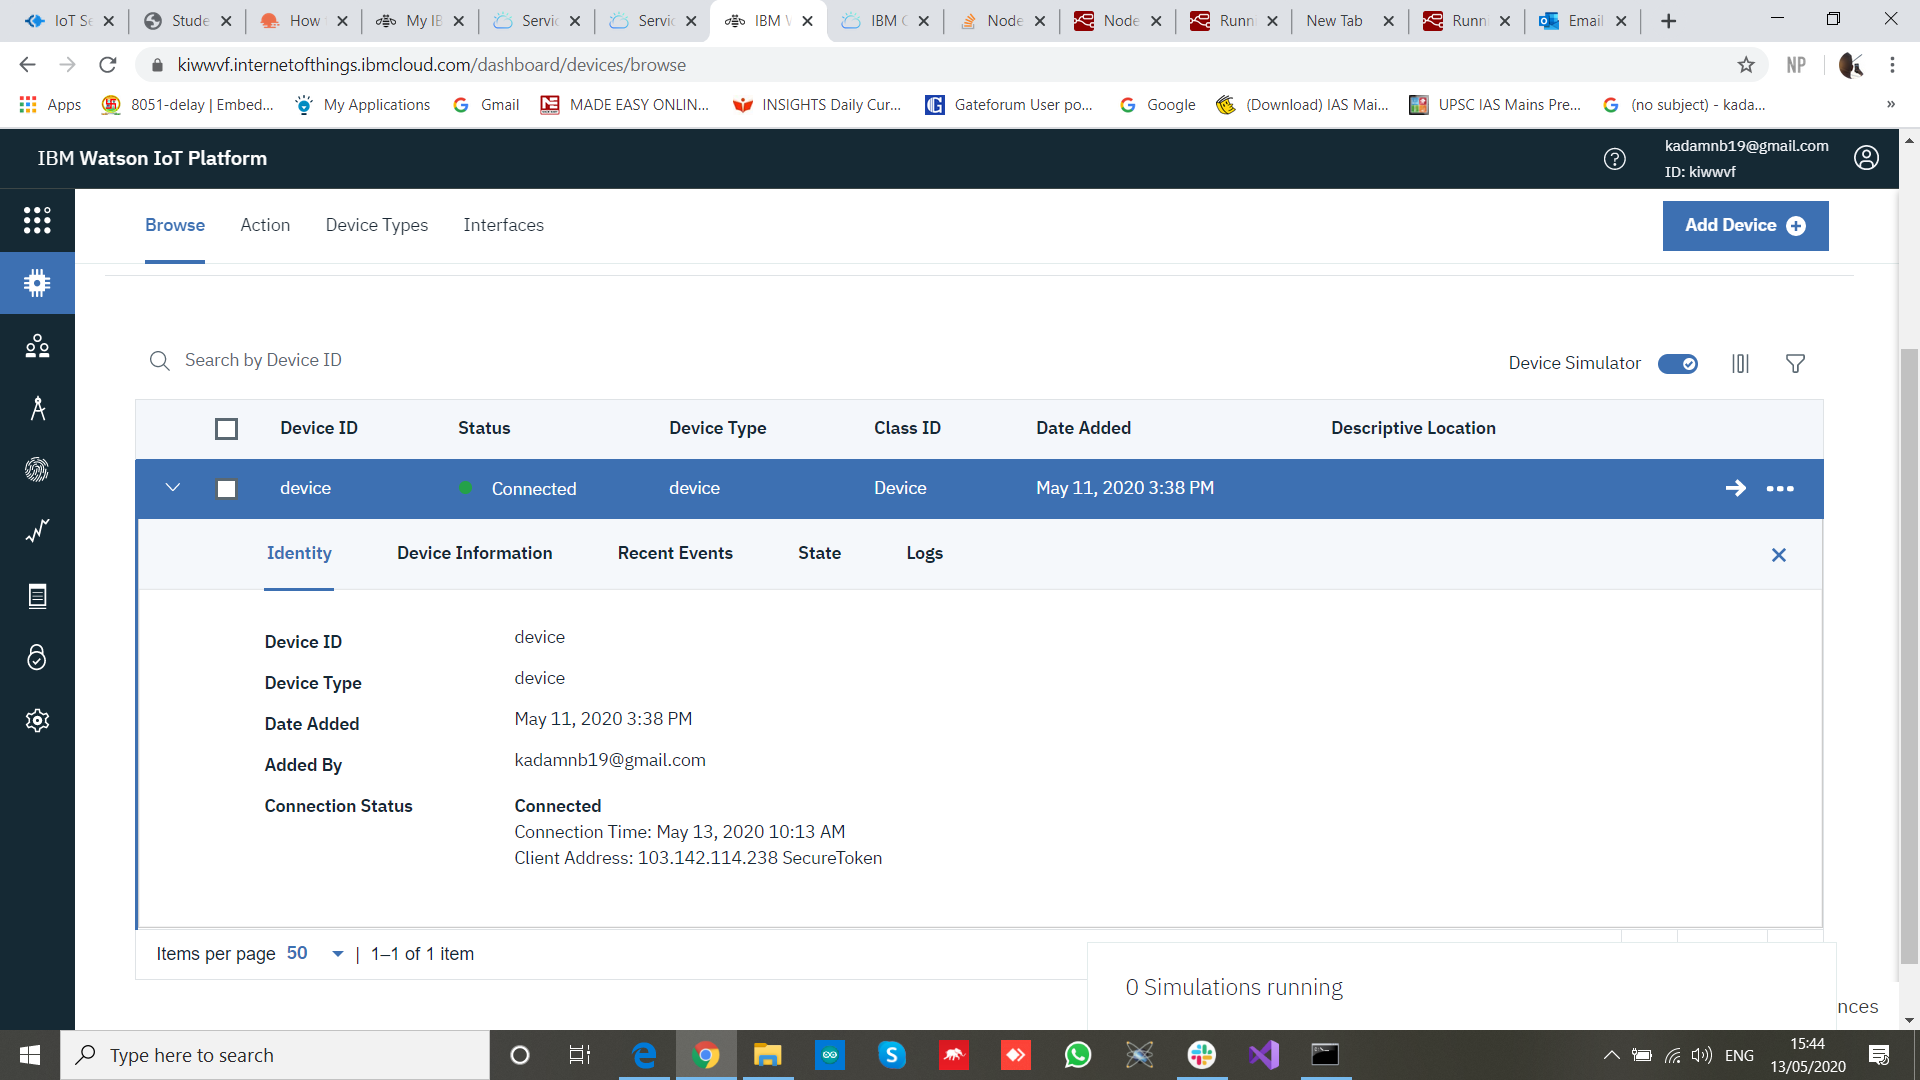 IoT Se
Stude
How
My IB
Servic
Servic
IBM W
IBM C
Node
Node
Runni
New Tab
Runni
Email
kiwwvf.internetofthings.ibmcloud.com/dashboard/devices/browse
NP
Apps
8051-delay | Embed...
My Applications
Gmail
MADE EASY ONLIN...
INSIGHTS Daily Cur...
Gateforum User po...
Google
(Download) IAS Mai...
UPSC IAS Mains Pre...
(no subject) - kada...
»
IBM Watson IoT Platform
kadamnb19@gmail.com
ID: kiwwvf
Browse Action Device Types Interfaces
Add Device
Search by Device ID
Device Simulator
Device ID Status Device Type Class ID Date Added Descriptive Location
device Connected device Device May 11, 2020 3:38 PM
Identity Device Information Recent Events State Logs
Device ID device
Device Type device
Date Added May 11, 2020 3:38 PM
Added By kadamnb19@gmail.com
Connection Status Connected
Connection Time: May 13, 2020 10:13 AM
Client Address: 103.142.114.238 SecureToken
Items per page 50 | 1–1 of 1 item
0 Simulations running
nces
Type here to search
ENG
15:44
13/05/2020